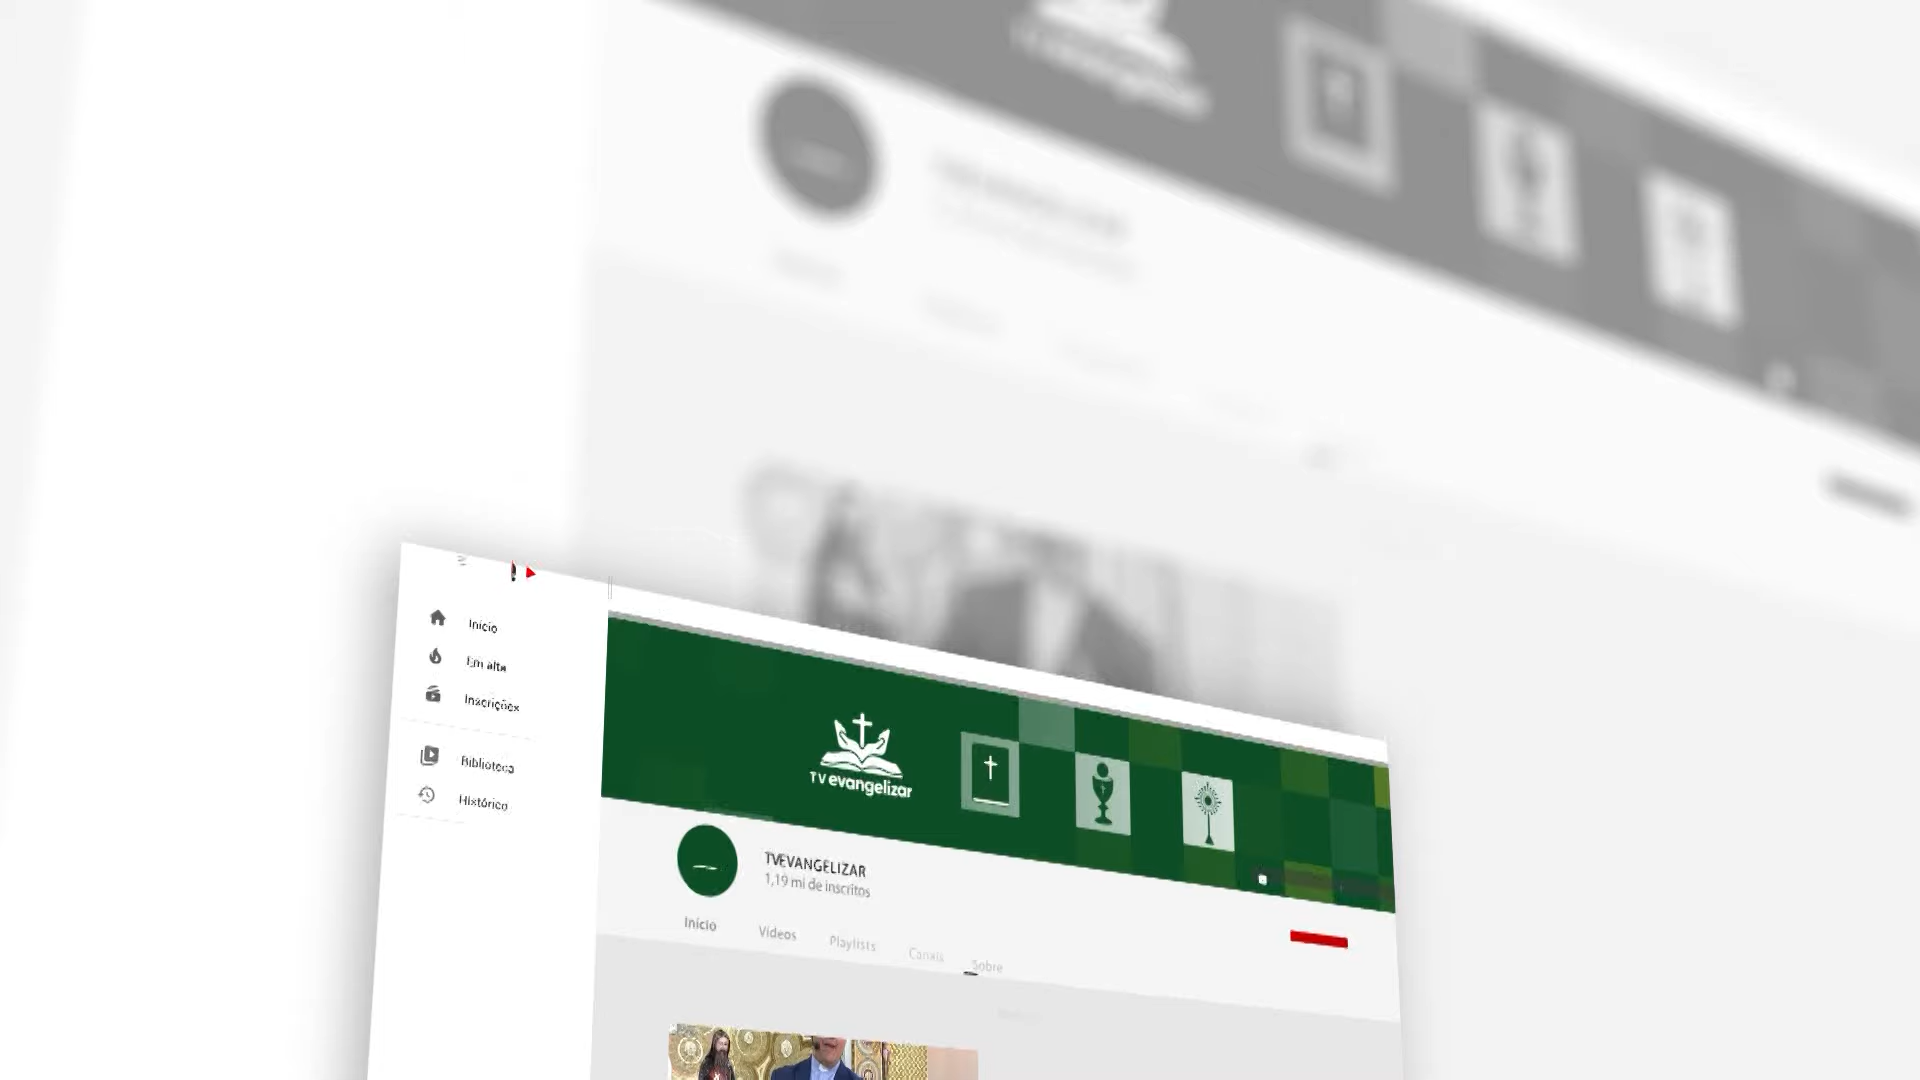 Início
Em alta
Inscrições
Biblioteca
Histórico
TV evangelizar
TVEVANGELIZAR
1,19 mi de inscritos
Início
Vídeos
Playlists
Canais
Sobre